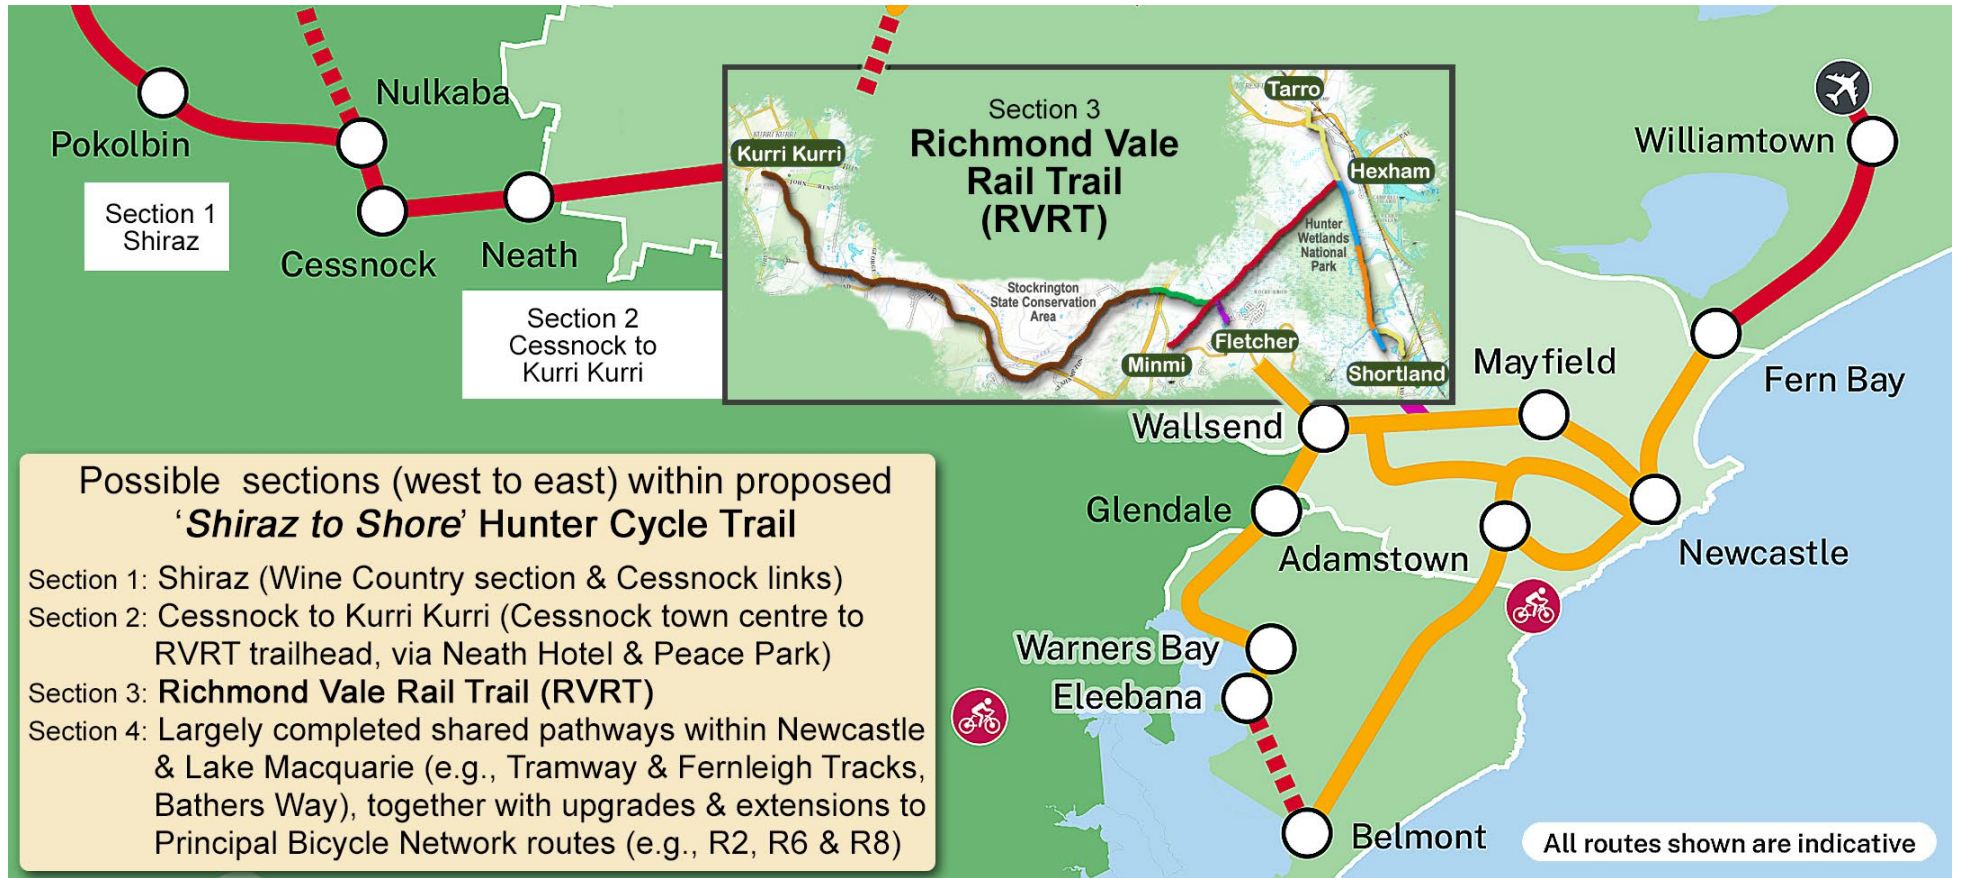 Nulkaba
Pokolbin
Section 1
Shiraz
Cessnock
Neath
Section 2
Cessnock to
Kurri Kurri
Section 3
Richmond Vale
Rail Trail
(RVRT)
Kurri Kurri
Tarro
Hexham
Hunter
Wetlands
National
Park
Stockrington
State Conservation
Area
Fletcher
Minmi
Shortland
Williamtown
Mayfield
Fern Bay
Wallsend
Glendale
Adamstown
Newcastle
Warners Bay
Eleebana
Belmont
Possible sections (west to east) within proposed
‘Shiraz to Shore’ Hunter Cycle Trail
Section 1: Shiraz (Wine Country section & Cessnock links)
Section 2: Cessnock to Kurri Kurri (Cessnock town centre to
RVRT trailhead, via Neath Hotel & Peace Park)
Section 3: Richmond Vale Rail Trail (RVRT)
Section 4: Largely completed shared pathways within Newcastle
& Lake Macquarie (e.g., Tramway & Fernleigh Tracks,
Bathers Way), together with upgrades & extensions to
Principal Bicycle Network routes (e.g., R2, R6 & R8)
All routes shown are indicative